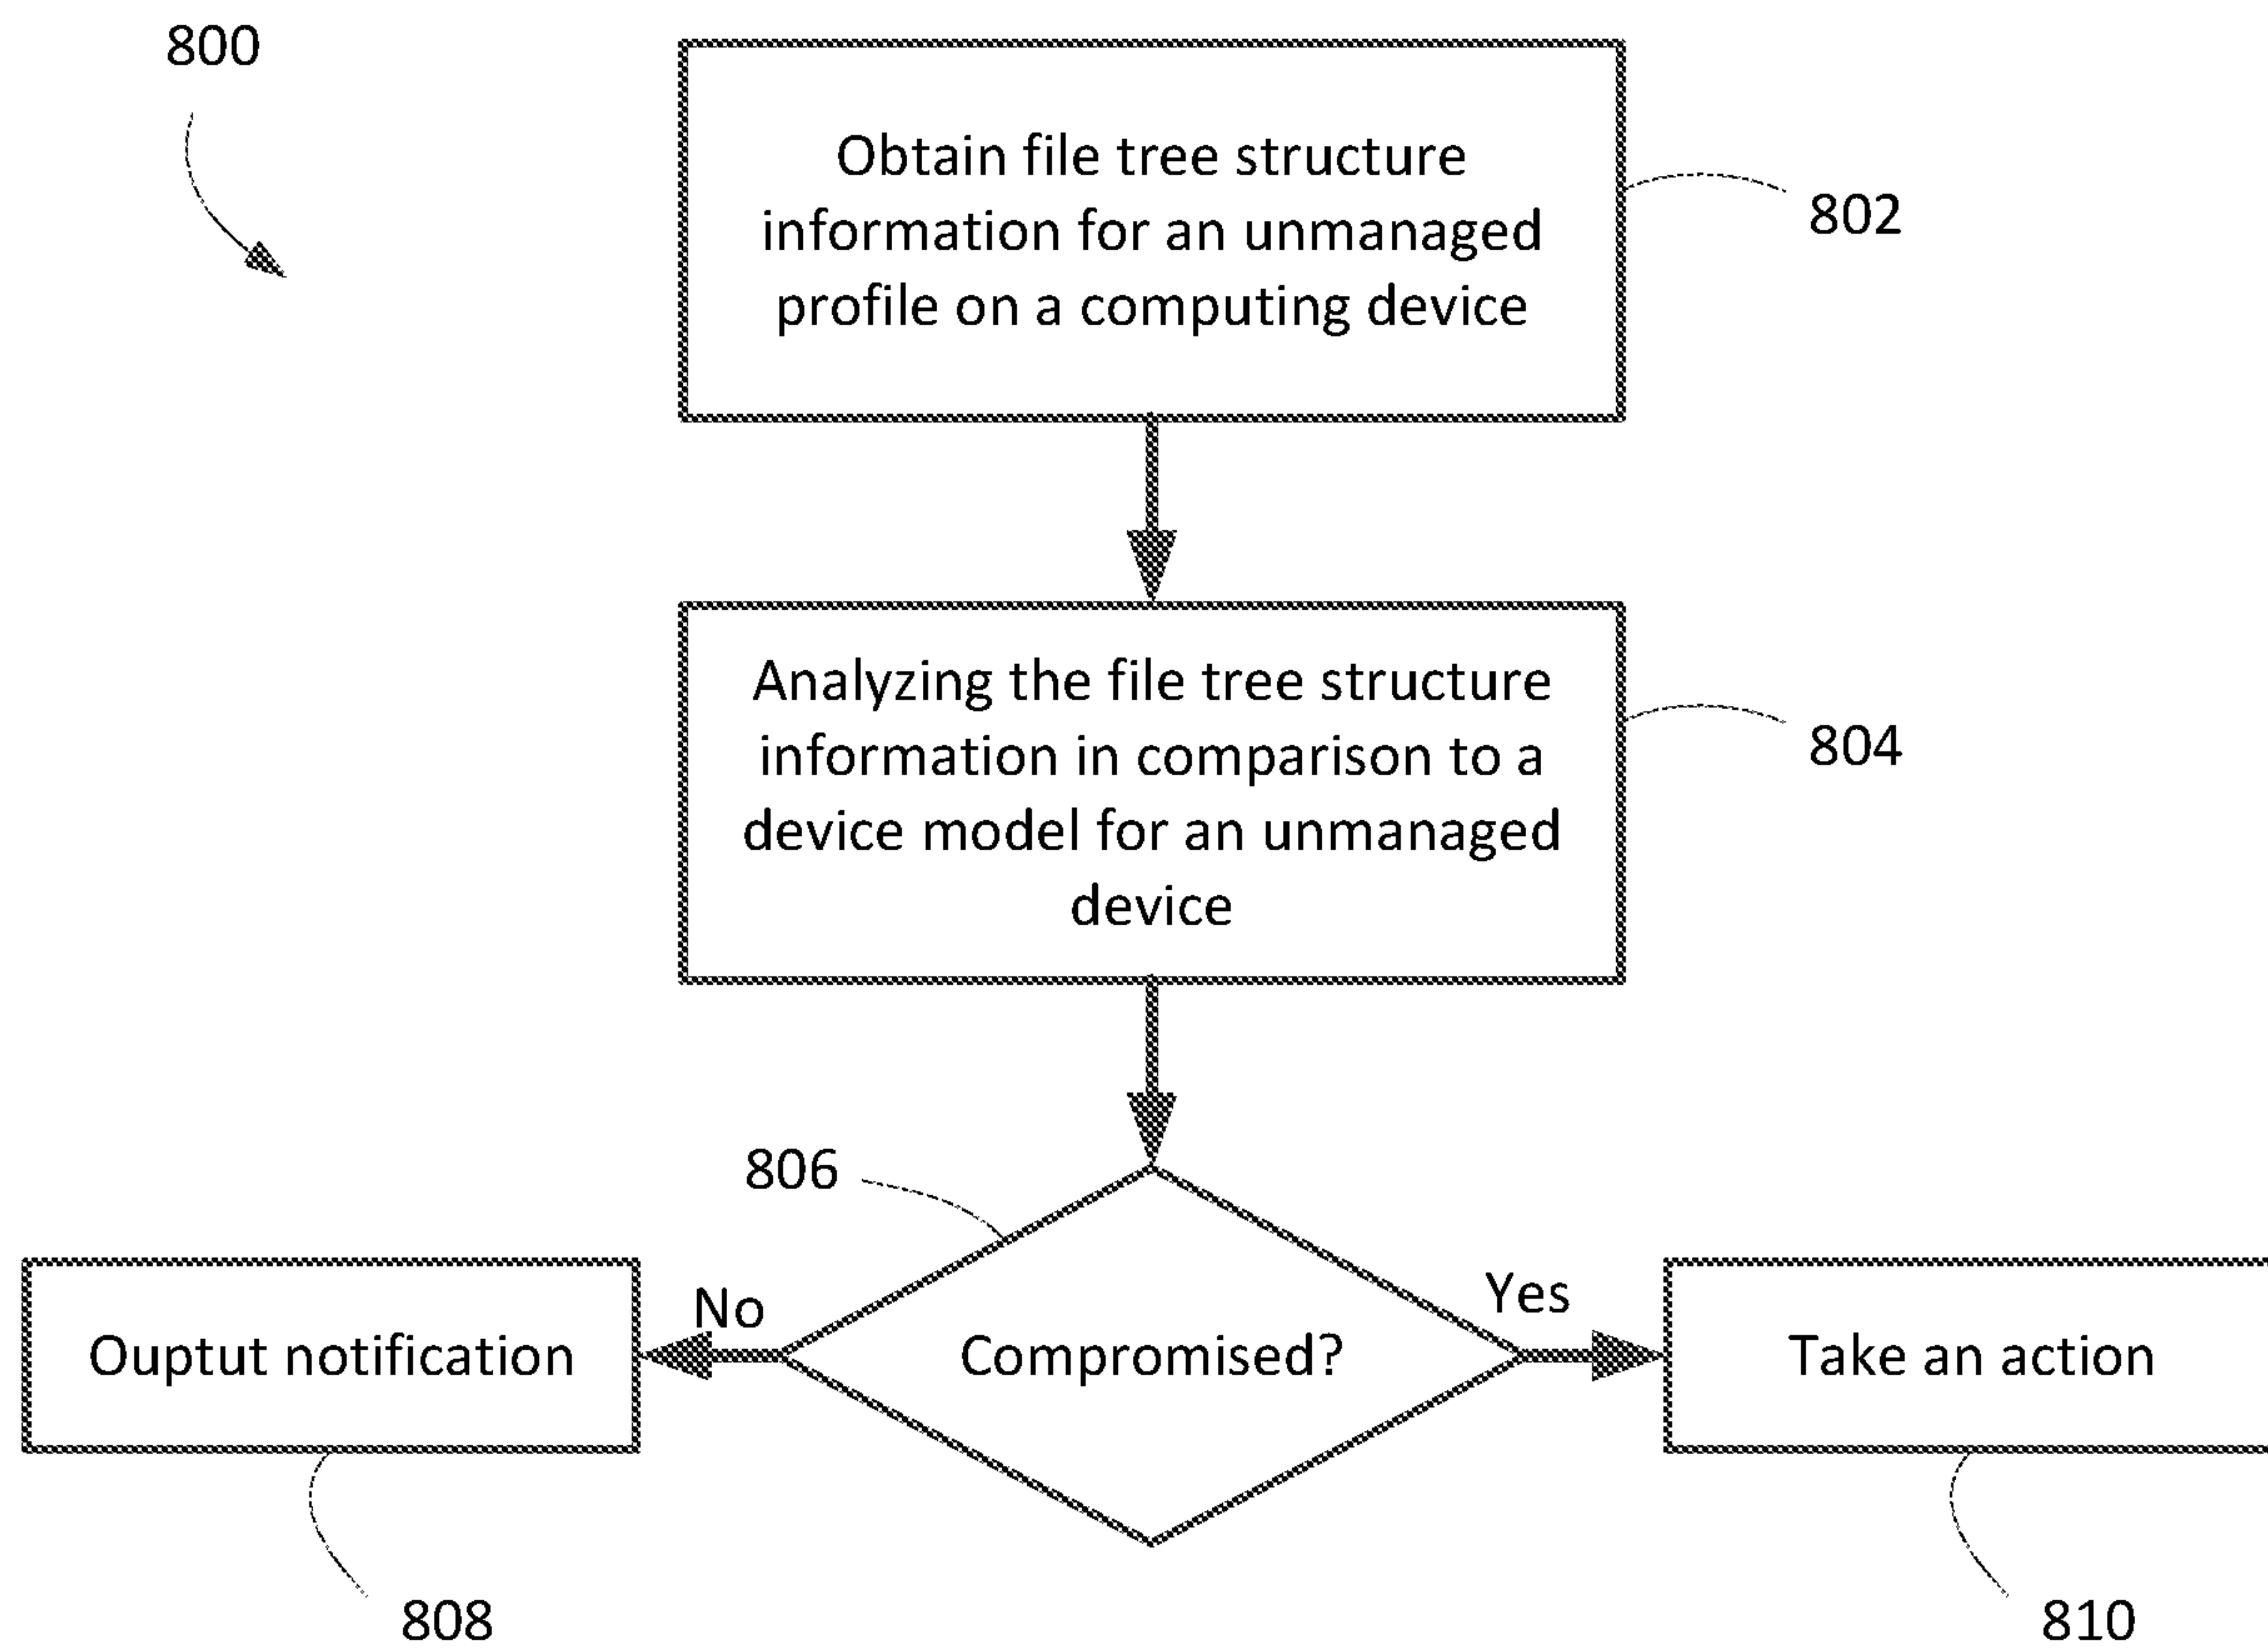 800
Obtain file tree structure
information for an unmanaged
profile on a computing device
802
Analyzing the file tree structure
information in comparison to a
device model for an unmanaged
device
804
806
No
Yes
Ouptut notification
Compromised?
Take an action
808
810